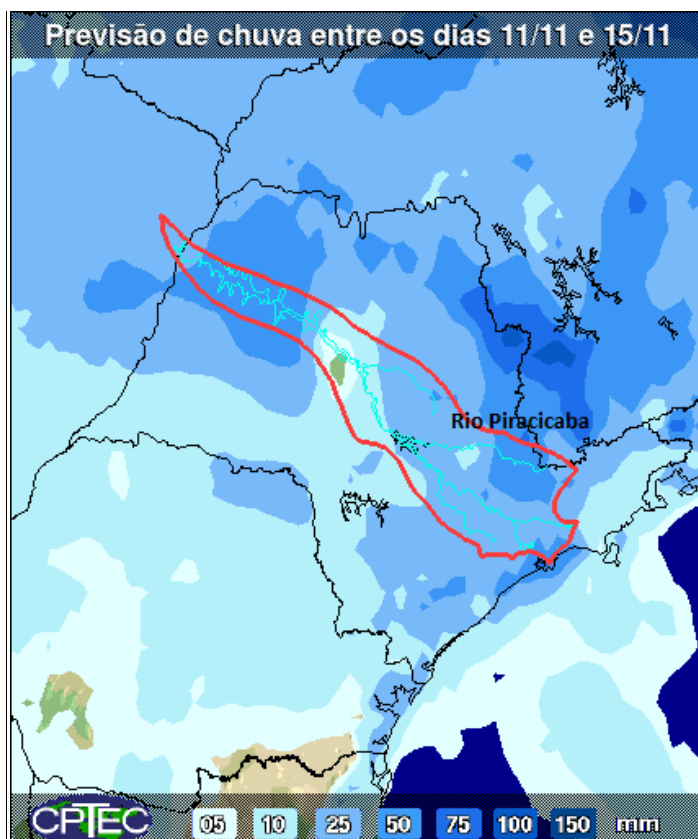 Previsão de chuva entre os dias 11/11 e 15/11
Rio Piracicaba
CPTEC 05 10 25 50 75 100 150 mm